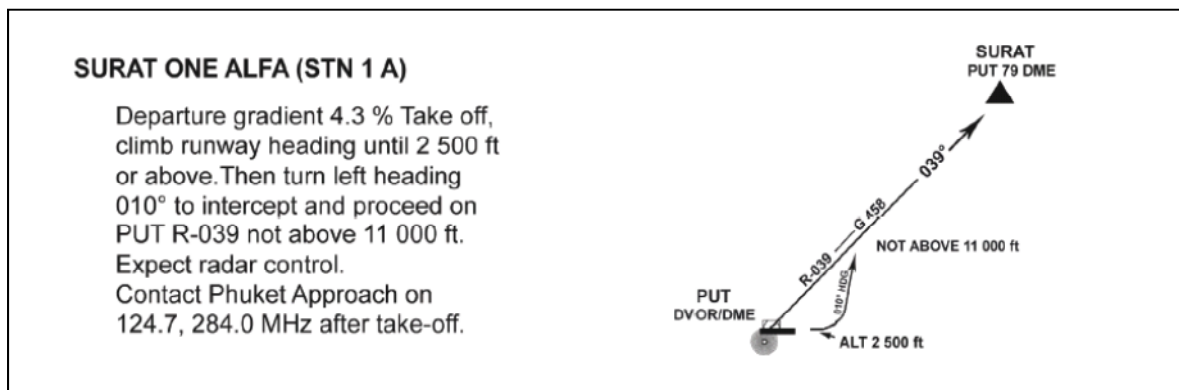 SURAT ONE ALFA (STN 1 A)
Departure gradient 4.3 % Take off,
climb runway heading until 2 500 ft
or above.Then turn left heading
010° to intercept and proceed on
PUT R-039 not above 11 000 ft.
Expect radar control.
Contact Phuket Approach on
124.7, 284.0 MHz after take-off.
SURAT
PUT 79 DME
039°
G 458
R-039
NOT ABOVE 11 000 ft
010° HDG
PUT
DV·OR/DME
ALT 2 500 ft